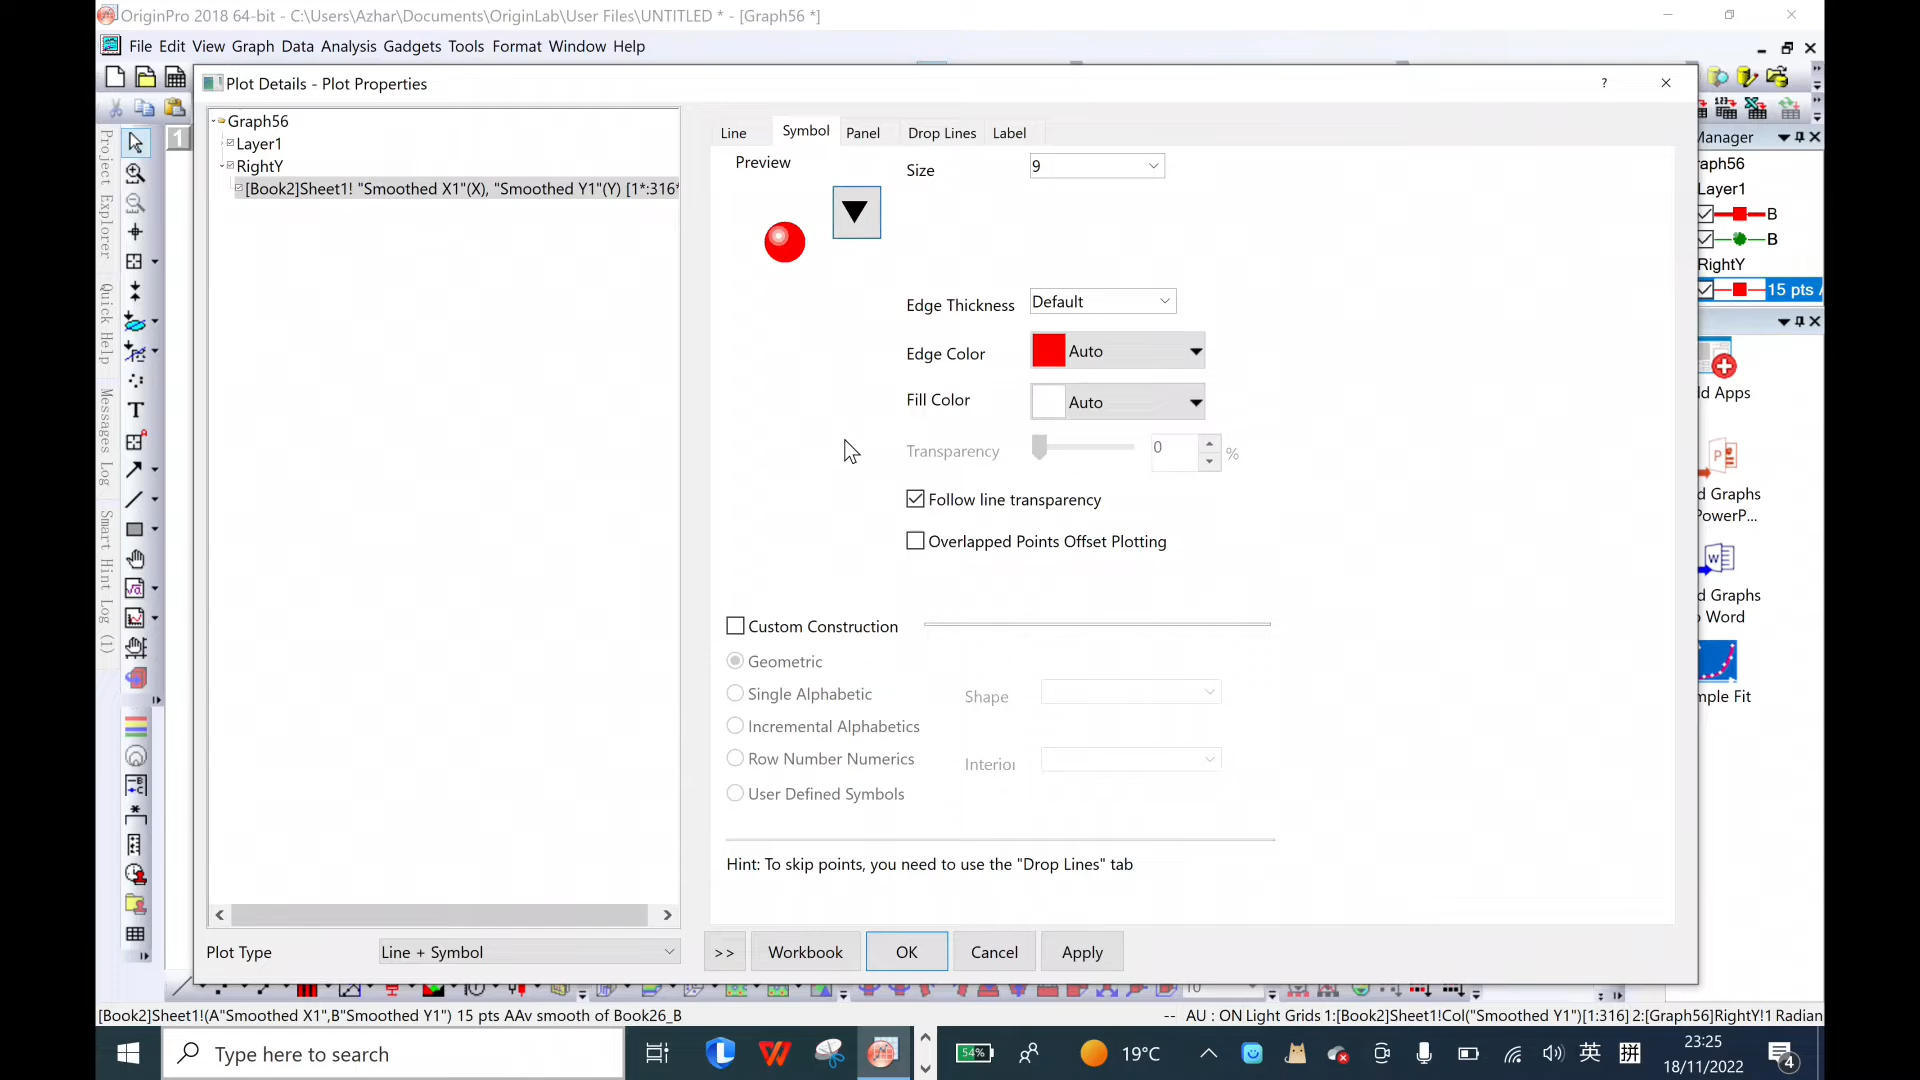 OriginPro 2018 64-bit - C:\Users\Azhar\Documents\OriginLab\User Files\UNTITLED * - [Graph56 *]
File Edit View Graph Data Analysis Gadgets Tools Format Window Help
Plot Details - Plot Properties
?
Graph56
Layer1
RightY
[Book2]Sheet1! "Smoothed X1"(X), "Smoothed Y1"(Y) [1*:316*
Line
Symbol
Panel
Drop Lines
Label
Preview
Size
9
Edge Thickness
Default
Edge Color
Auto
Fill Color
Auto
Transparency
0
%
Follow line transparency
Overlapped Points Offset Plotting
Custom Construction
Geometric
Single Alphabetic
Shape
Incremental Alphabetics
Row Number Numerics
Interior
User Defined Symbols
Hint: To skip points, you need to use the "Drop Lines" tab
Plot Type
Line + Symbol
>>
Workbook
OK
Cancel
Apply
Project Explorer
Quick Help
Messages Log
Smart Hint Log (1)
1
T
Manager
raph56
Layer1
B
B
RightY
15 pts A
d Apps
d Graphs
PowerP...
d Graphs
Word
mple Fit
10
[Book2]Sheet1!(A"Smoothed X1",B"Smoothed Y1") 15 pts AAv smooth of Book26_B
-- AU : ON Light Grids 1:[Book2]Sheet1!Col("Smoothed Y1")[1:316] 2:[Graph56]RightY!1 Radian
Type here to search
54%
19°C
英
拼
23:25
18/11/2022
4